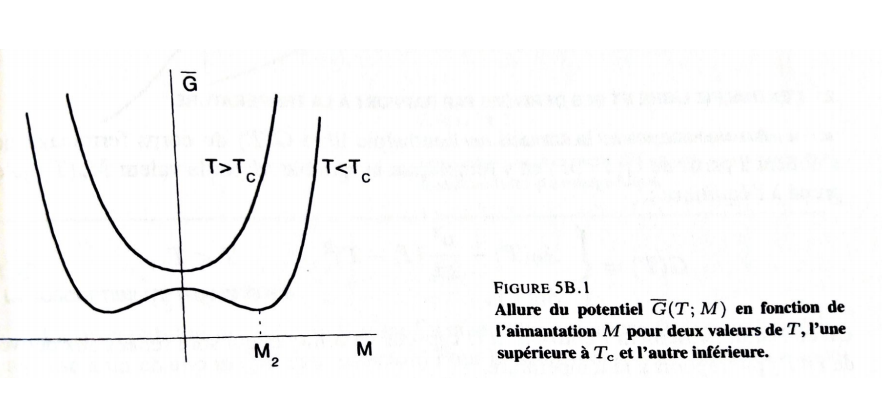 G̅
T>T_c
T<T_c
M₂
M
FIGURE 5B.1
Allure du potentiel G̅(T; M) en fonction de
l'aimantation M pour deux valeurs de T, l'une
supérieure à T_c et l'autre inférieure.